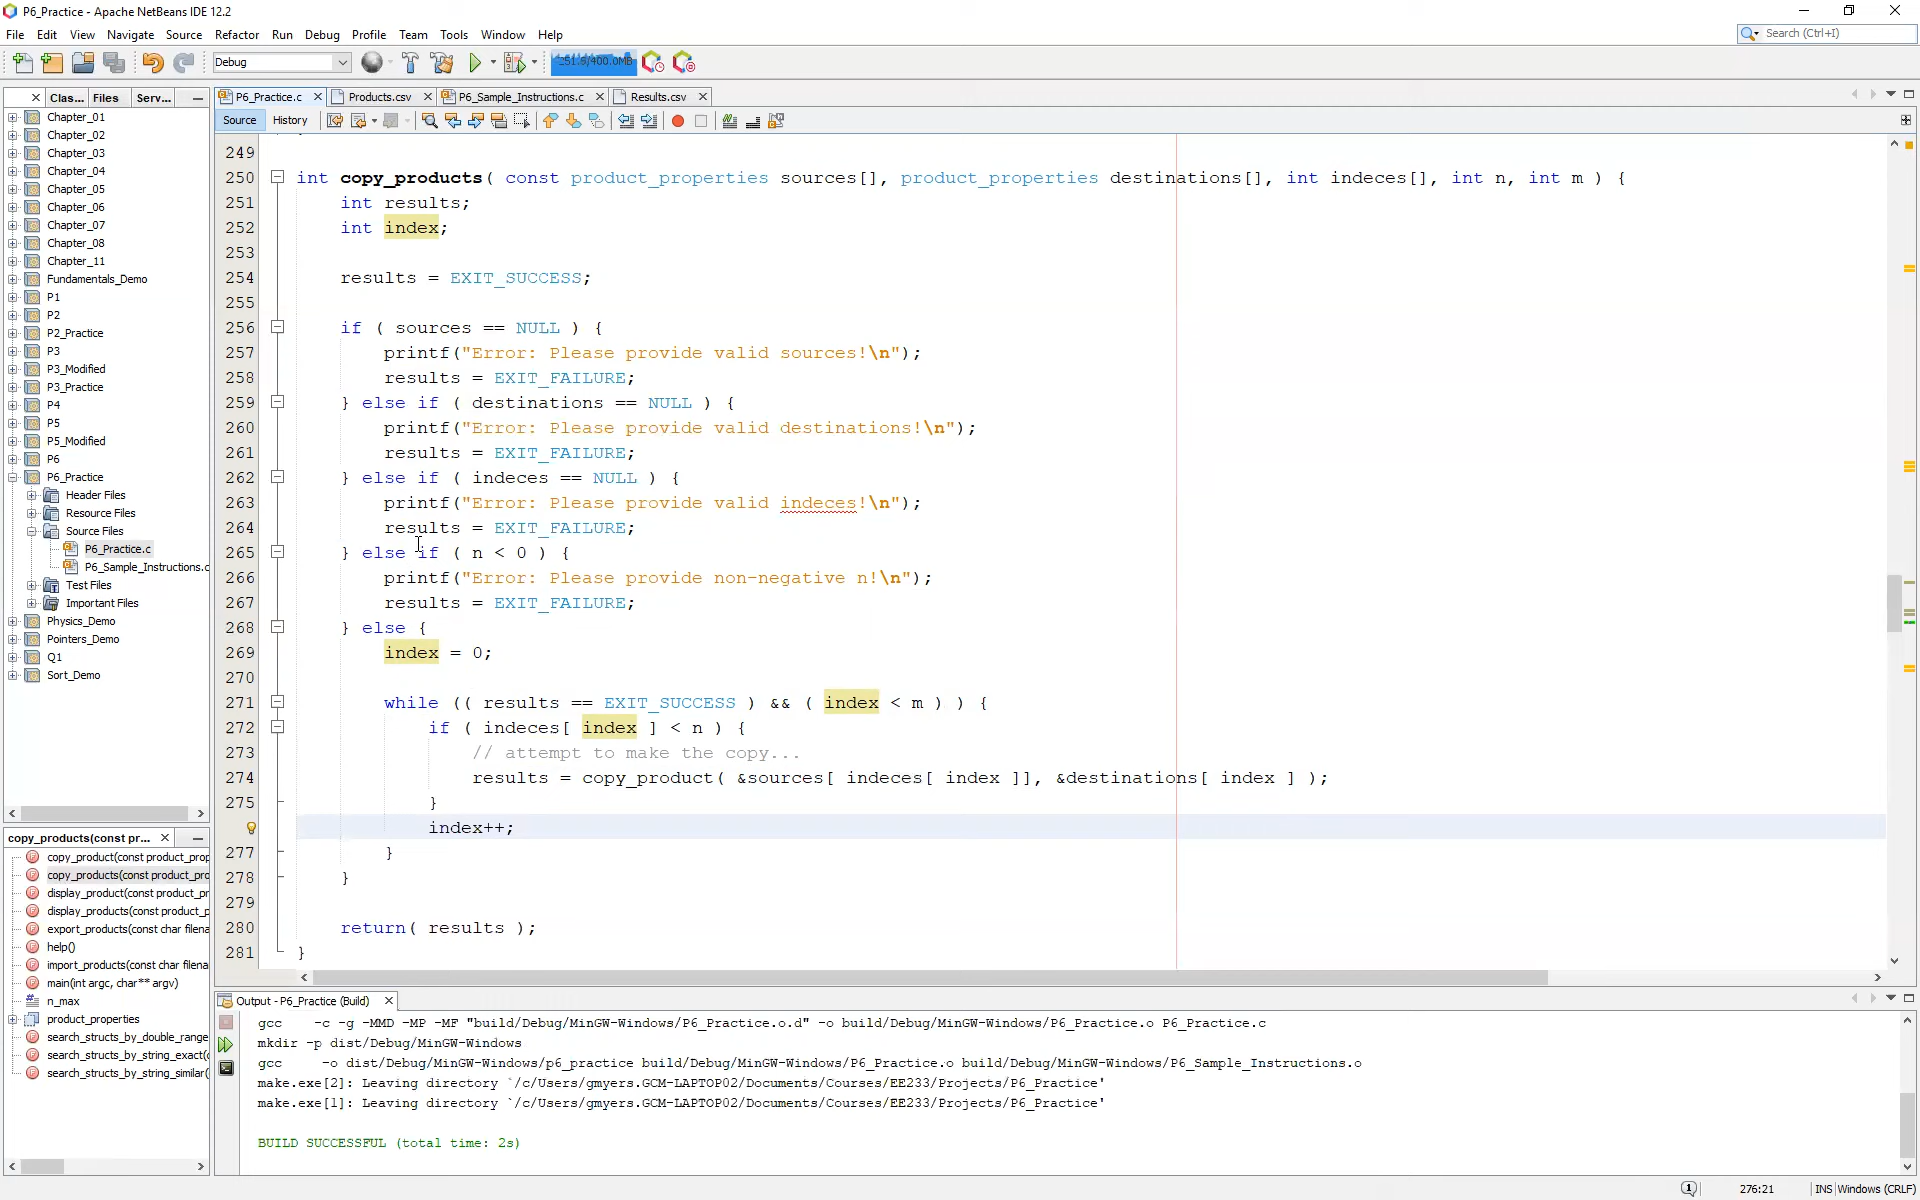 P6_Practice - Apache NetBeans IDE 12.2
File Edit View Navigate Source Refactor Run Debug Profile Team Tools Window Help
Search (Ctrl+I)
Debug
251.6/400.0MB
Clas... Files Serv...
P6_Practice.c Products.csv P6_Sample_Instructions.c Results.csv
Source History
Chapter_01
Chapter_02
Chapter_03
Chapter_04
Chapter_05
Chapter_06
Chapter_07
Chapter_08
Chapter_11
Fundamentals_Demo
P1
P2
P2_Practice
P3
P3_Modified
P3_Practice
P4
P5
P5_Modified
P6
P6_Practice
Header Files
Resource Files
Source Files
P6_Practice.c
P6_Sample_Instructions.c
Test Files
Important Files
Physics_Demo
Pointers_Demo
Q1
Sort_Demo
copy_products(const pr...
copy_product(const product_prop
copy_products(const product_pro
display_product(const product_pr
display_products(const product_p
export_products(const char filena
help()
import_products(const char filena
main(int argc, char** argv)
n_max
product_properties
search_structs_by_double_range
search_structs_by_string_exact(c
search_structs_by_string_similar(
249
250 int copy_products( const product_properties sources[], product_properties destinations[], int indeces[], int n, int m ) {
251 int results;
252 int index;
253
254 results = EXIT_SUCCESS;
255
256 if ( sources == NULL ) {
257 printf("Error: Please provide valid sources!\n");
258 results = EXIT_FAILURE;
259 } else if ( destinations == NULL ) {
260 printf("Error: Please provide valid destinations!\n");
261 results = EXIT_FAILURE;
262 } else if ( indeces == NULL ) {
263 printf("Error: Please provide valid indeces!\n");
264 results = EXIT_FAILURE;
265 } else if ( n < 0 ) {
266 printf("Error: Please provide non-negative n!\n");
267 results = EXIT_FAILURE;
268 } else {
269 index = 0;
270
271 while (( results == EXIT_SUCCESS ) && ( index < m ) ) {
272 if ( indeces[ index ] < n ) {
273 // attempt to make the copy...
274 results = copy_product( &sources[ indeces[ index ]], &destinations[ index ] );
275 }
index++;
277 }
278 }
279
280 return( results );
281 }
Output - P6_Practice (Build)
gcc -c -g -MMD -MP -MF "build/Debug/MinGW-Windows/P6_Practice.o.d" -o build/Debug/MinGW-Windows/P6_Practice.o P6_Practice.c
mkdir -p dist/Debug/MinGW-Windows
gcc -o dist/Debug/MinGW-Windows/p6_practice build/Debug/MinGW-Windows/P6_Practice.o build/Debug/MinGW-Windows/P6_Sample_Instructions.o
make.exe[2]: Leaving directory `/c/Users/gmyers.GCM-LAPTOP02/Documents/Courses/EE233/Projects/P6_Practice'
make.exe[1]: Leaving directory `/c/Users/gmyers.GCM-LAPTOP02/Documents/Courses/EE233/Projects/P6_Practice'
BUILD SUCCESSFUL (total time: 2s)
276:21 INS Windows (CRLF)